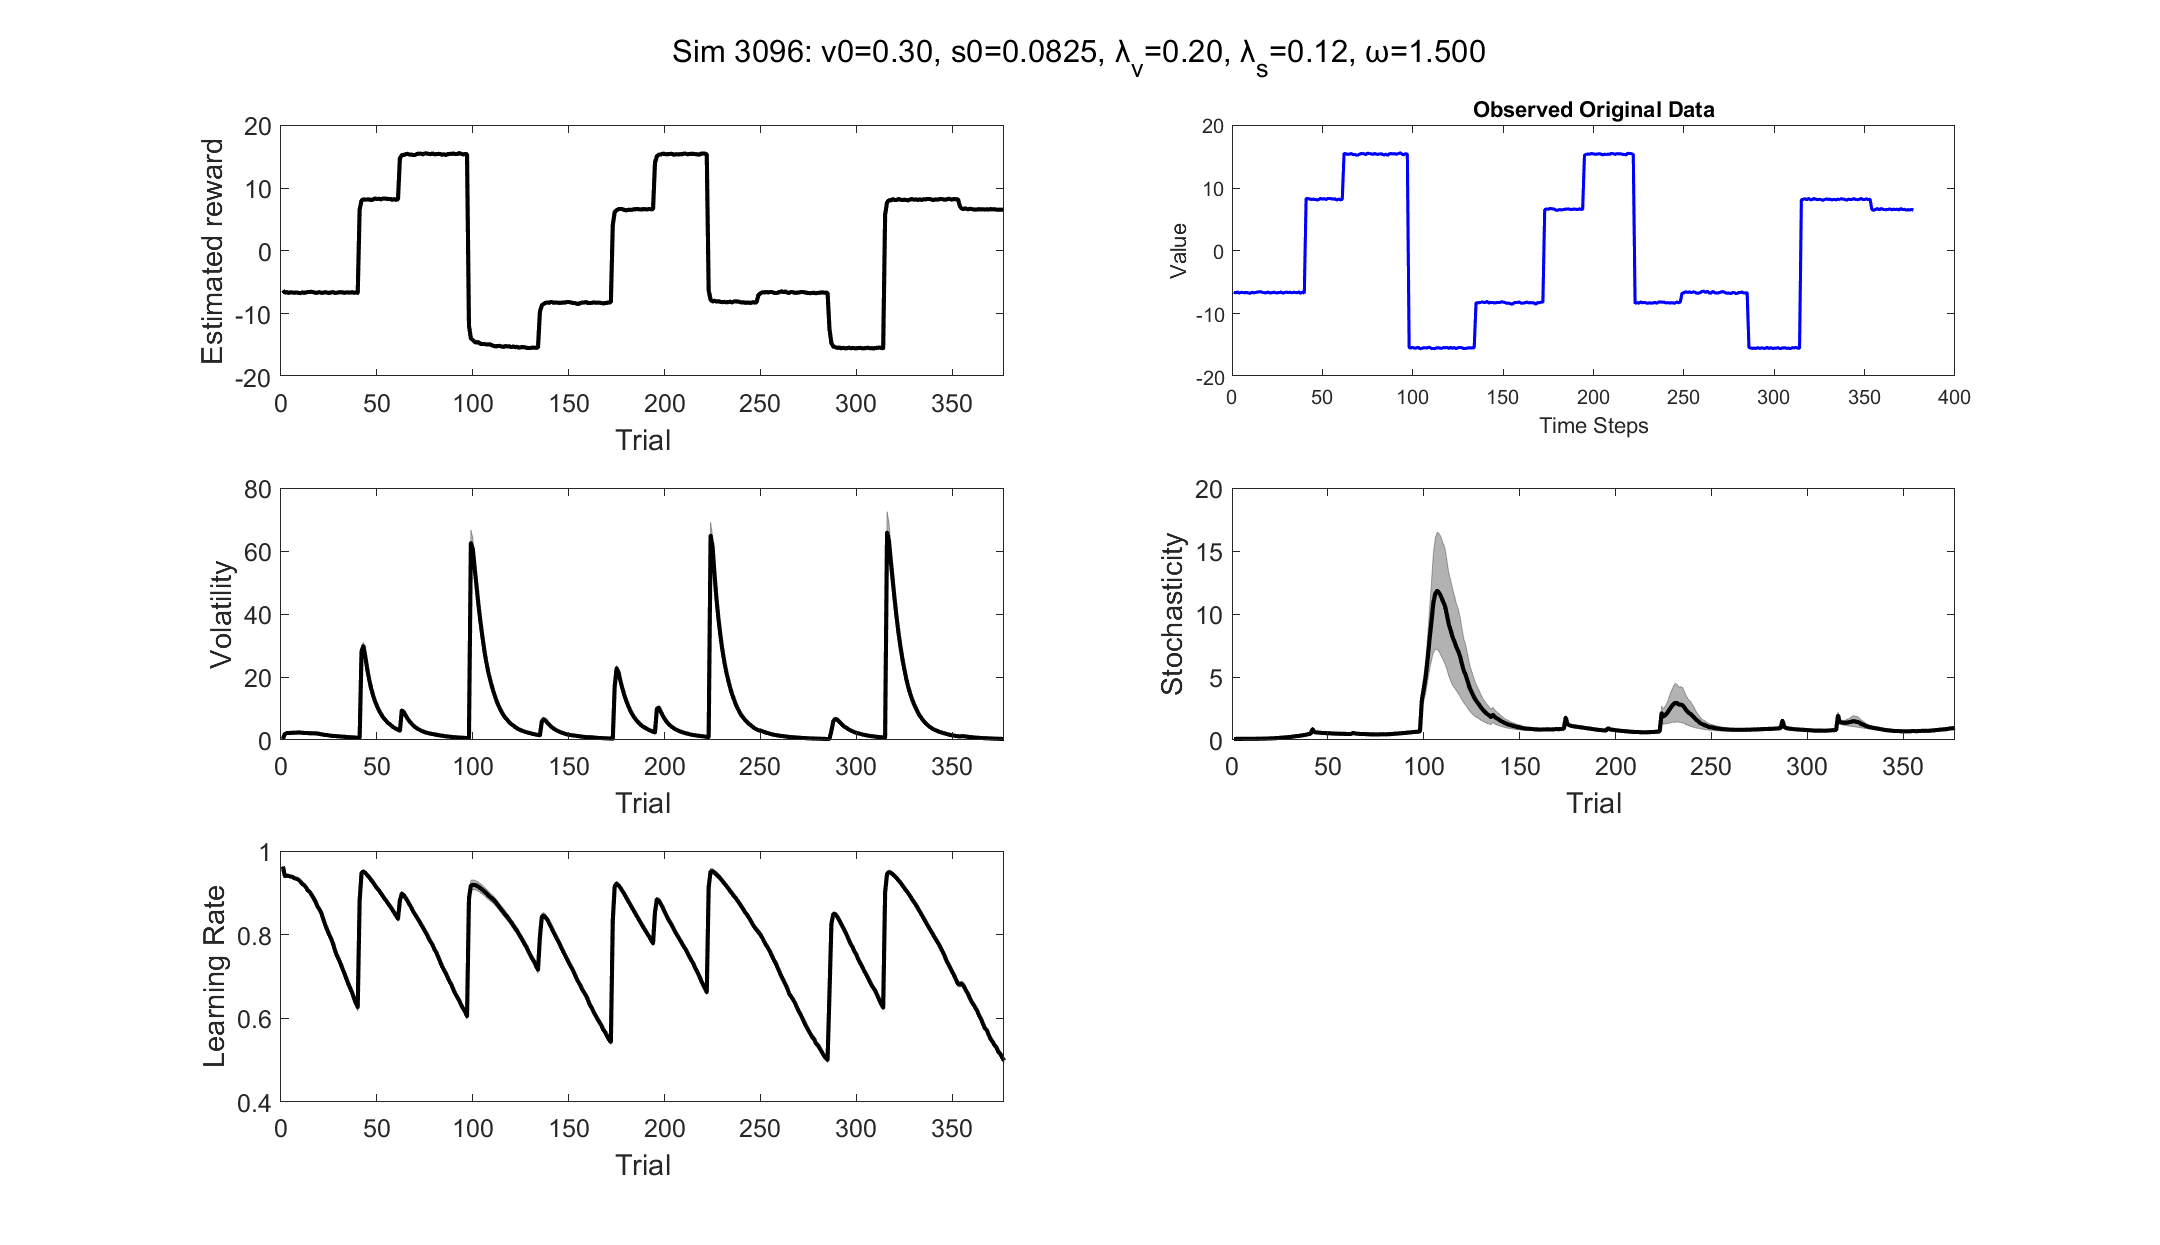 Sim 3096: v0=0.30, s0=0.0825, λ_v=0.20, λ_s=0.12, ω=1.500
20
10
0
-10
-20
Estimated reward
0 50 100 150 200 250 300 350
Trial
Observed Original Data
20
10
0
-10
-20
Value
0 50 100 150 200 250 300 350 400
Time Steps
80
60
40
20
0
Volatility
0 50 100 150 200 250 300 350
Trial
20
15
10
5
0
Stochasticity
0 50 100 150 200 250 300 350
Trial
1
0.8
0.6
0.4
Learning Rate
0 50 100 150 200 250 300 350
Trial